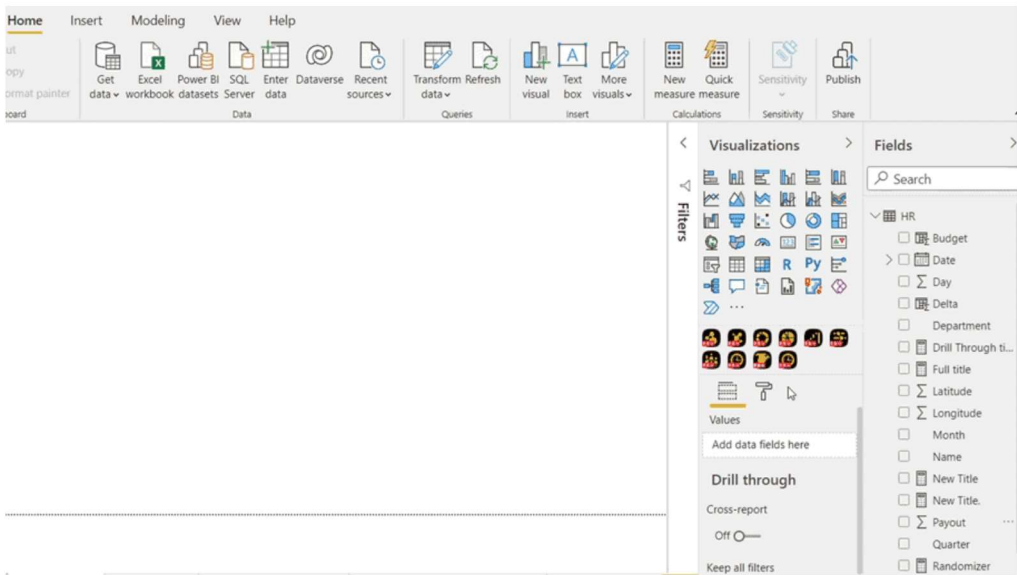 Home Insert Modeling View Help
ut
opy
ormat painter
board
Get data
Excel workbook
Power BI datasets
SQL Server
Enter data
Dataverse
Recent sources
Data
Transform data
Refresh
Queries
New visual
Text box
More visuals
Insert
New measure
Quick measure
Calculations
Sensitivity
Sensitivity
Publish
Share
Filters
Visualizations
R Py
Values
Add data fields here
Drill through
Cross-report
Off
Keep all filters
Fields
Search
HR
Budget
Date
Day
Delta
Department
Drill Through ti...
Full title
Latitude
Longitude
Month
Name
New Title
New Title.
Payout
Quarter
Randomizer